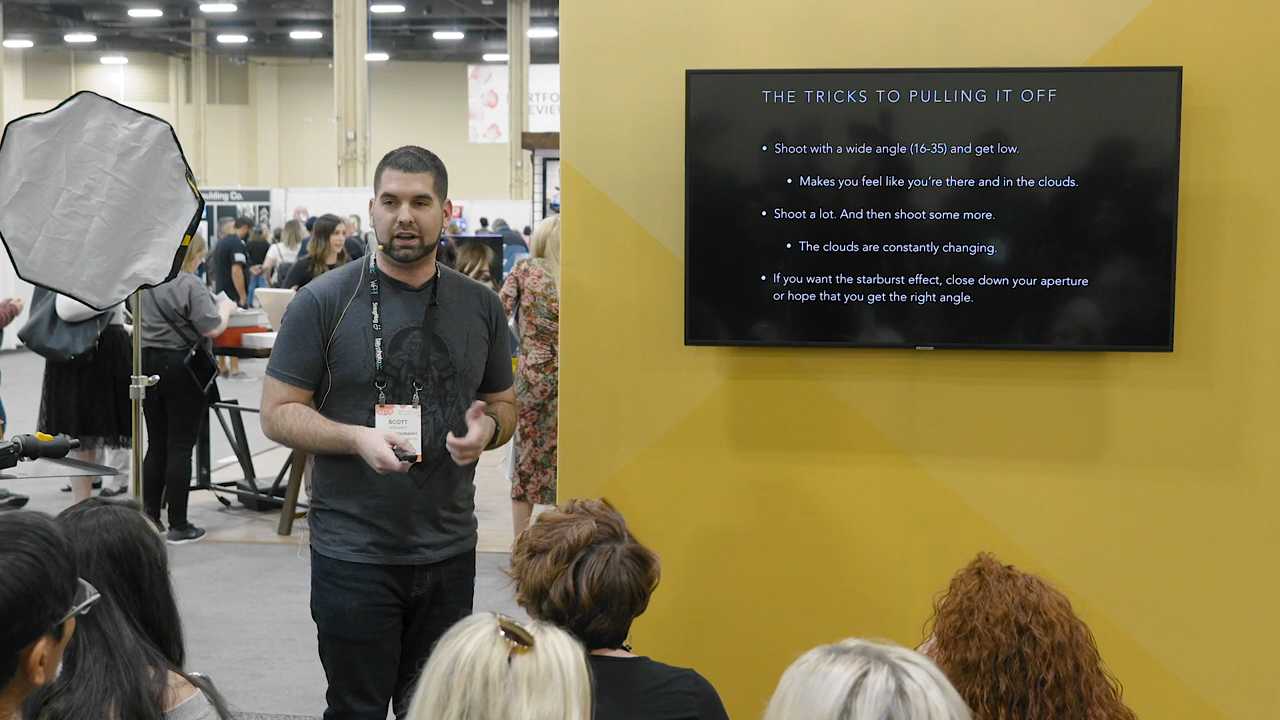 THE TRICKS TO PULLING IT OFF
• Shoot with a wide angle (16-35) and get low.
• Makes you feel like you're there and in the clouds.
• Shoot a lot. And then shoot some more.
• The clouds are constantly changing.
• If you want the starburst effect, close down your aperture
or hope that you get the right angle.
SCOTT